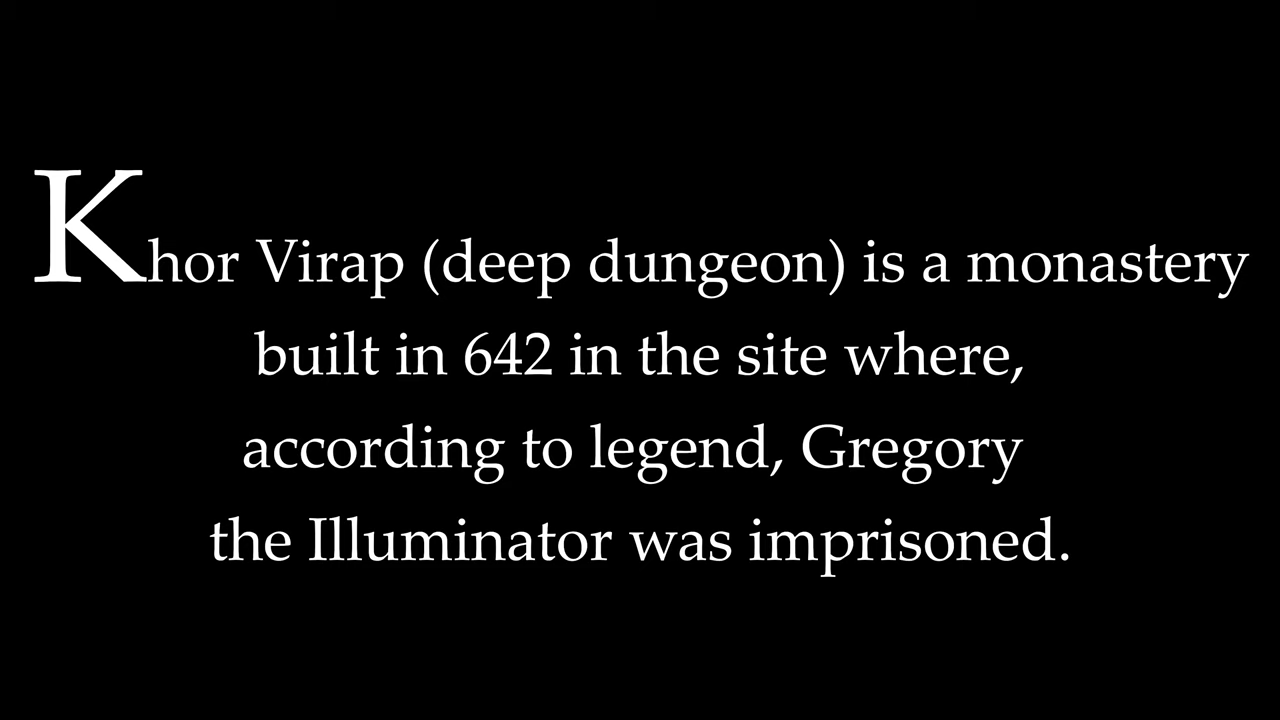 Khor Virap (deep dungeon) is a monastery
built in 642 in the site where,
according to legend, Gregory
the Illuminator was imprisoned.